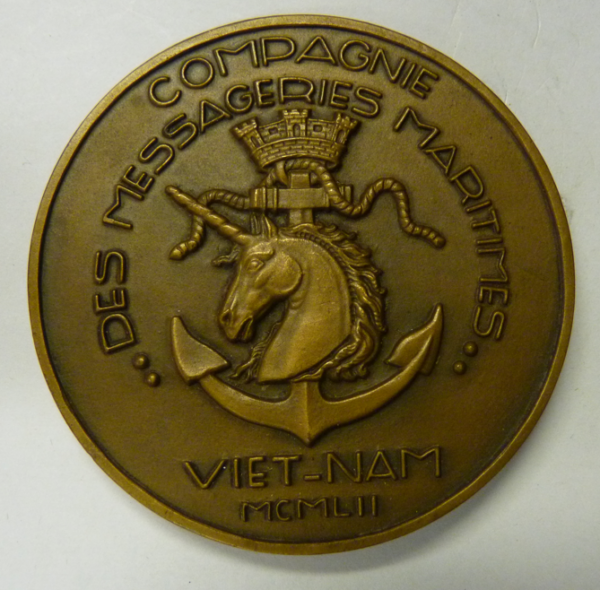 COMPAGNIE
DES MESSAGERIES MARITIMES
VIET-NAM
MCMLII